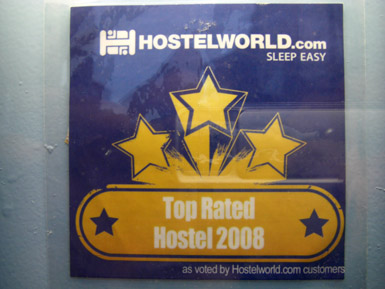 HOSTELWORLD.com
SLEEP EASY
Top Rated
Hostel 2008
as voted by Hostelworld.com customers